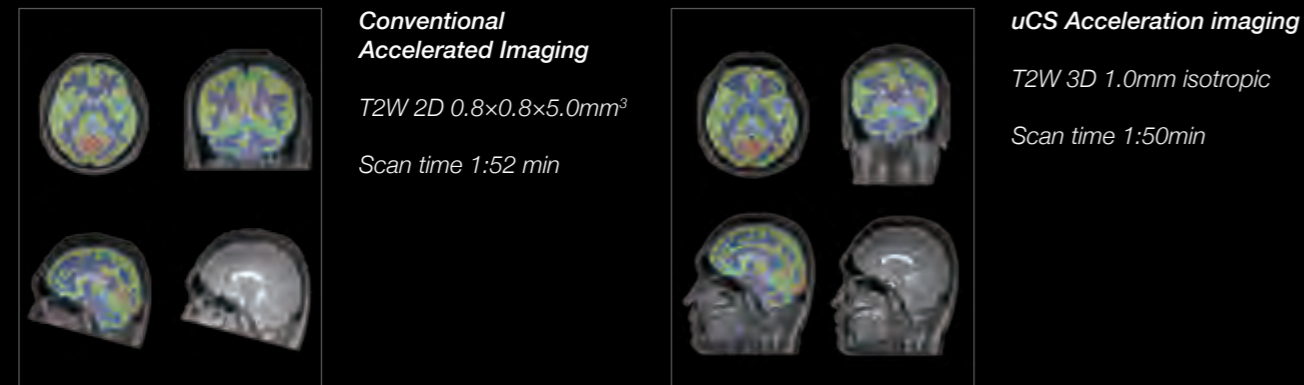 Conventional
Accelerated Imaging
T2W 2D 0.8×0.8×5.0mm³
Scan time 1:52 min
uCS Acceleration imaging
T2W 3D 1.0mm isotropic
Scan time 1:50min